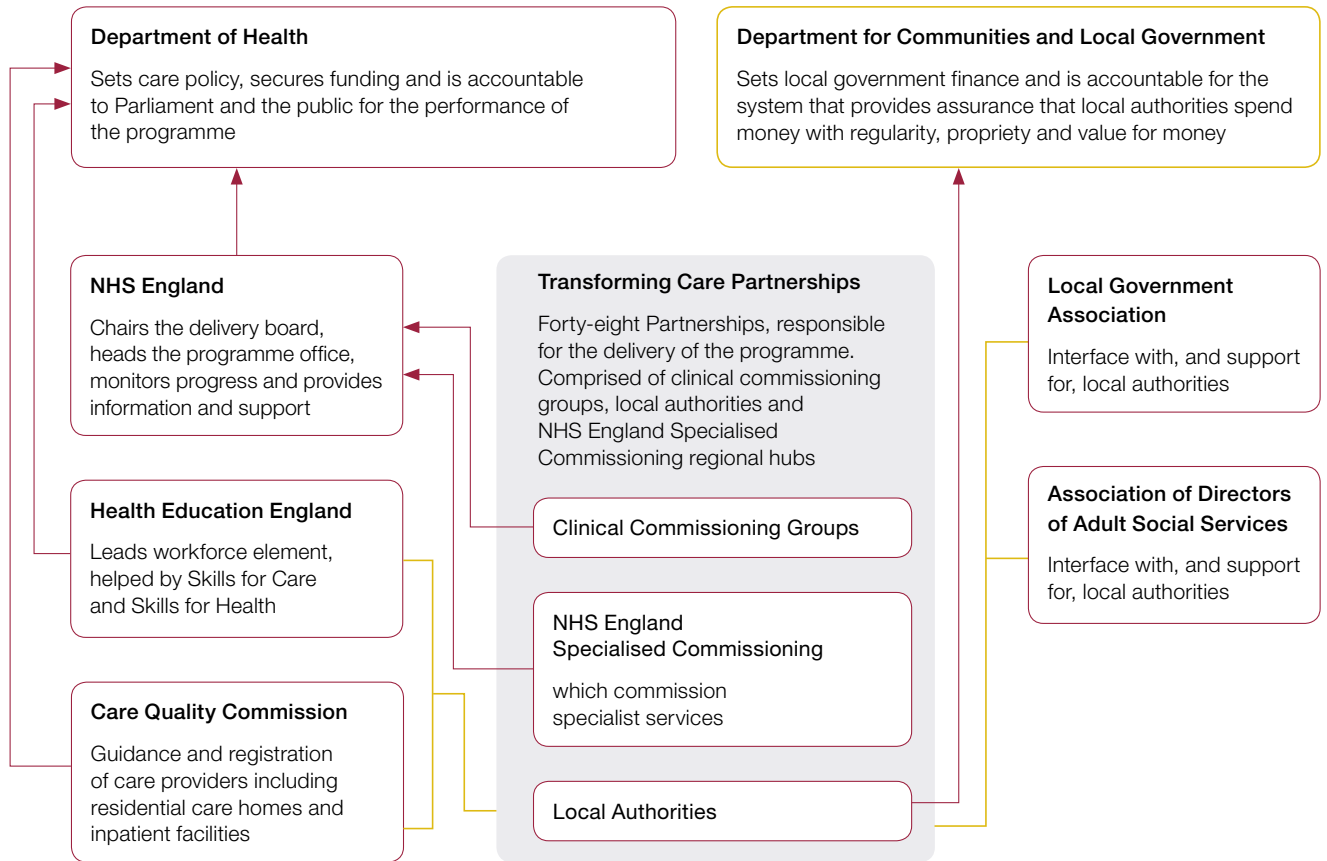 Department of Health
Sets care policy, secures funding and is accountable
to Parliament and the public for the performance of
the programme
Department for Communities and Local Government
Sets local government finance and is accountable for the
system that provides assurance that local authorities spend
money with regularity, propriety and value for money
NHS England
Chairs the delivery board,
heads the programme office,
monitors progress and provides
information and support
Transforming Care Partnerships
Forty-eight Partnerships, responsible
for the delivery of the programme.
Comprised of clinical commissioning
groups, local authorities and
NHS England Specialised
Commissioning regional hubs
Local Government
Association
Interface with, and support
for, local authorities
Health Education England
Leads workforce element,
helped by Skills for Care
and Skills for Health
Clinical Commissioning Groups
Association of Directors
of Adult Social Services
Interface with, and support
for, local authorities
NHS England
Specialised Commissioning
which commission
specialist services
Care Quality Commission
Guidance and registration
of care providers including
residential care homes and
inpatient facilities
Local Authorities